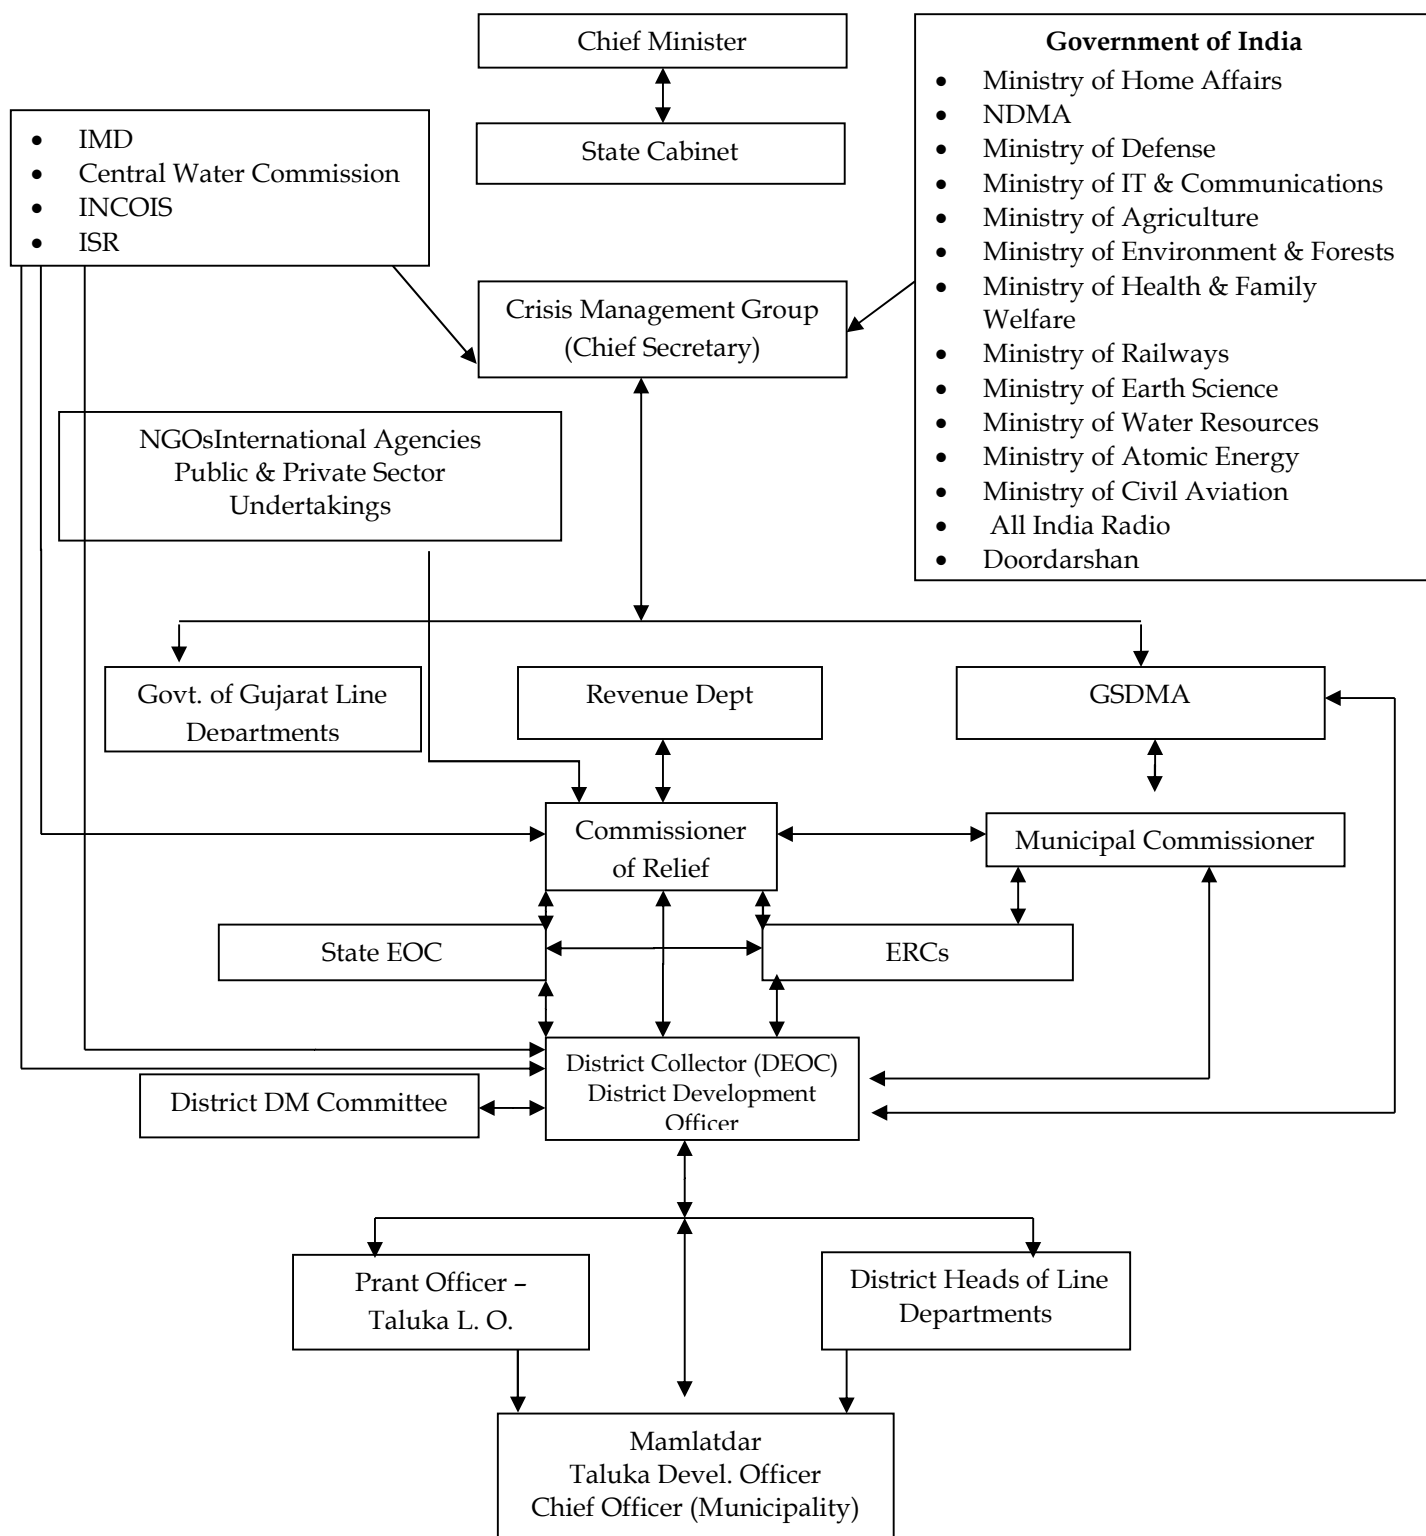 Chief Minister
State Cabinet
Government of India
• Ministry of Home Affairs
• NDMA
• Ministry of Defense
• Ministry of IT & Communications
• Ministry of Agriculture
• Ministry of Environment & Forests
• Ministry of Health & Family
Welfare
• Ministry of Railways
• Ministry of Earth Science
• Ministry of Water Resources
• Ministry of Atomic Energy
• Ministry of Civil Aviation
• All India Radio
• Doordarshan
• IMD
• Central Water Commission
• INCOIS
• ISR
Crisis Management Group
(Chief Secretary)
NGOsInternational Agencies
Public & Private Sector
Undertakings
Govt. of Gujarat Line
Departments
Revenue Dept
GSDMA
Commissioner
of Relief
Municipal Commissioner
State EOC
ERCs
District Collector (DEOC)
District Development
Officer
District DM Committee
Prant Officer –
Taluka L. O.
District Heads of Line
Departments
Mamlatdar
Taluka Devel. Officer
Chief Officer (Municipality)